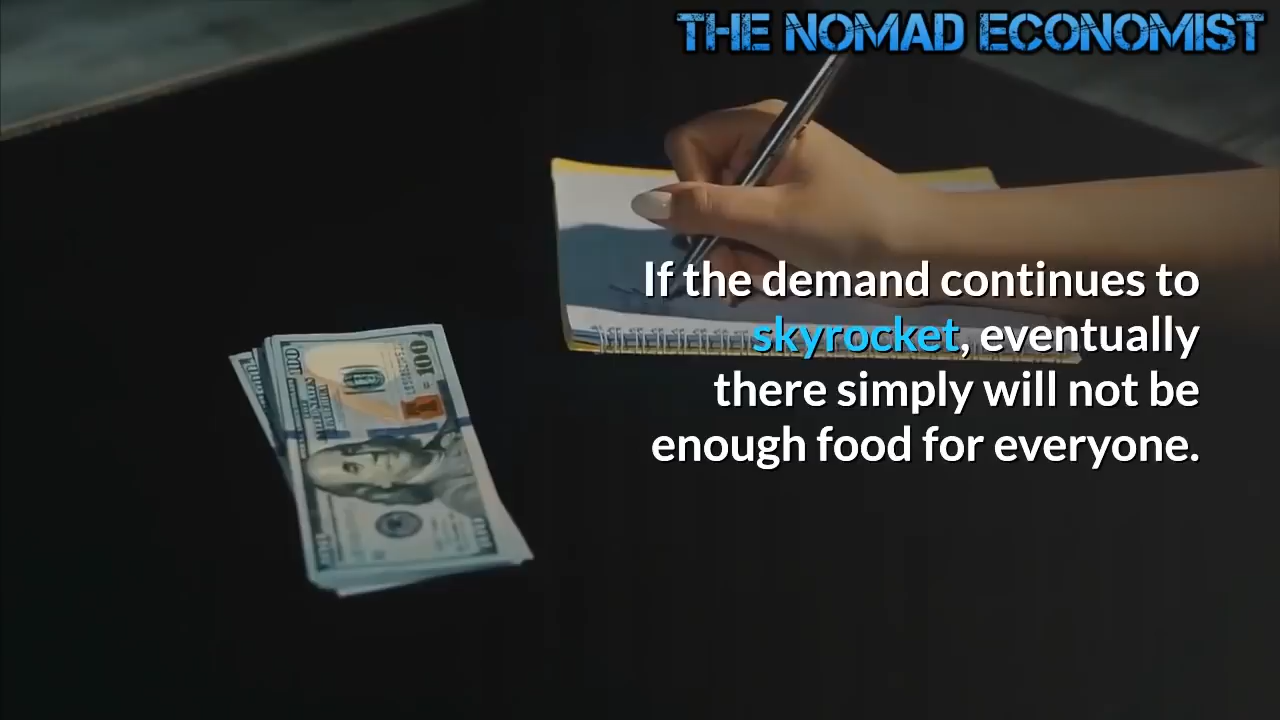 THE NOMAD ECONOMIST
If the demand continues to
skyrocket, eventually
there simply will not be
enough food for everyone.
100